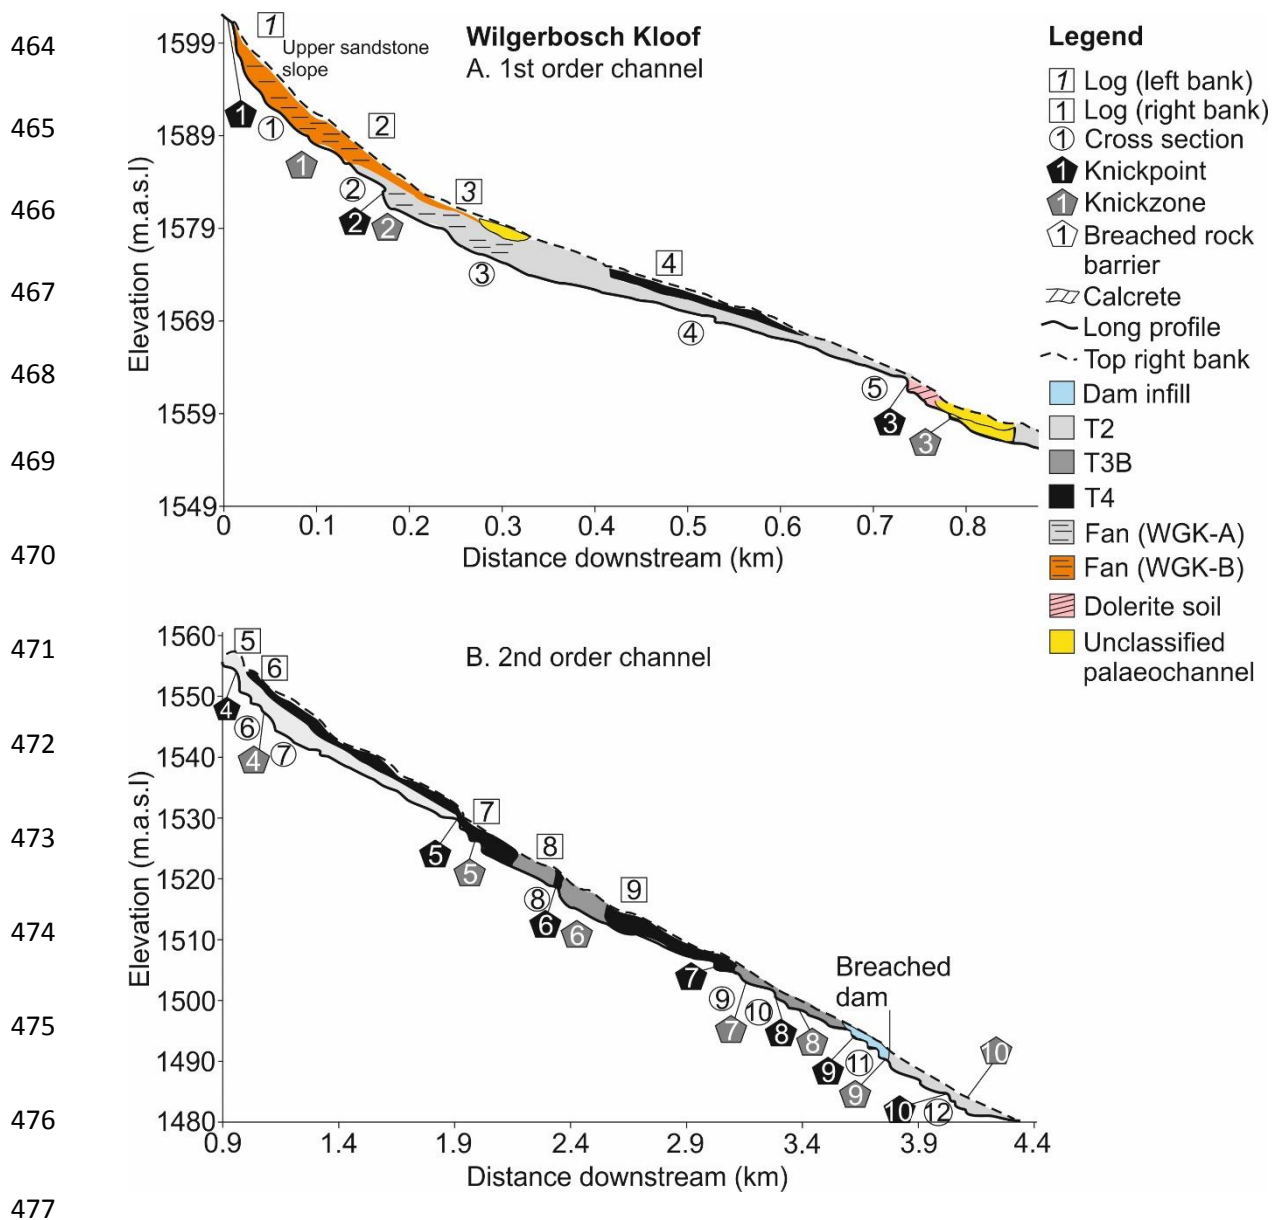 464
465
466
467
468
469
470
471
472
473
474
475
476
477
Wilgerbosch Kloof
A. 1st order channel
Upper sandstone
slope
Elevation (m.a.s.l)
1599
1589
1579
1569
1559
1549
0 0.1 0.2 0.3 0.4 0.5 0.6 0.7 0.8
Distance downstream (km)
1 2 3 4
1 2 3 4 5
1 2 3
1 2 3
Legend
1 Log (left bank)
1 Log (right bank)
1 Cross section
1 Knickpoint
1 Knickzone
1 Breached rock
barrier
Calcrete
Long profile
Top right bank
Dam infill
T2
T3B
T4
Fan (WGK-A)
Fan (WGK-B)
Dolerite soil
Unclassified
palaeochannel
B. 2nd order channel
Elevation (m.a.s.l)
1560
1550
1540
1530
1520
1510
1500
1490
1480
0.9 1.4 1.9 2.4 2.9 3.4 3.9 4.4
Distance downstream (km)
5 6 7 8 9
Breached
dam
4 5 6 7 8 9 10
6 7 8 9 10 11 12
4 5 6 7 8 9 10